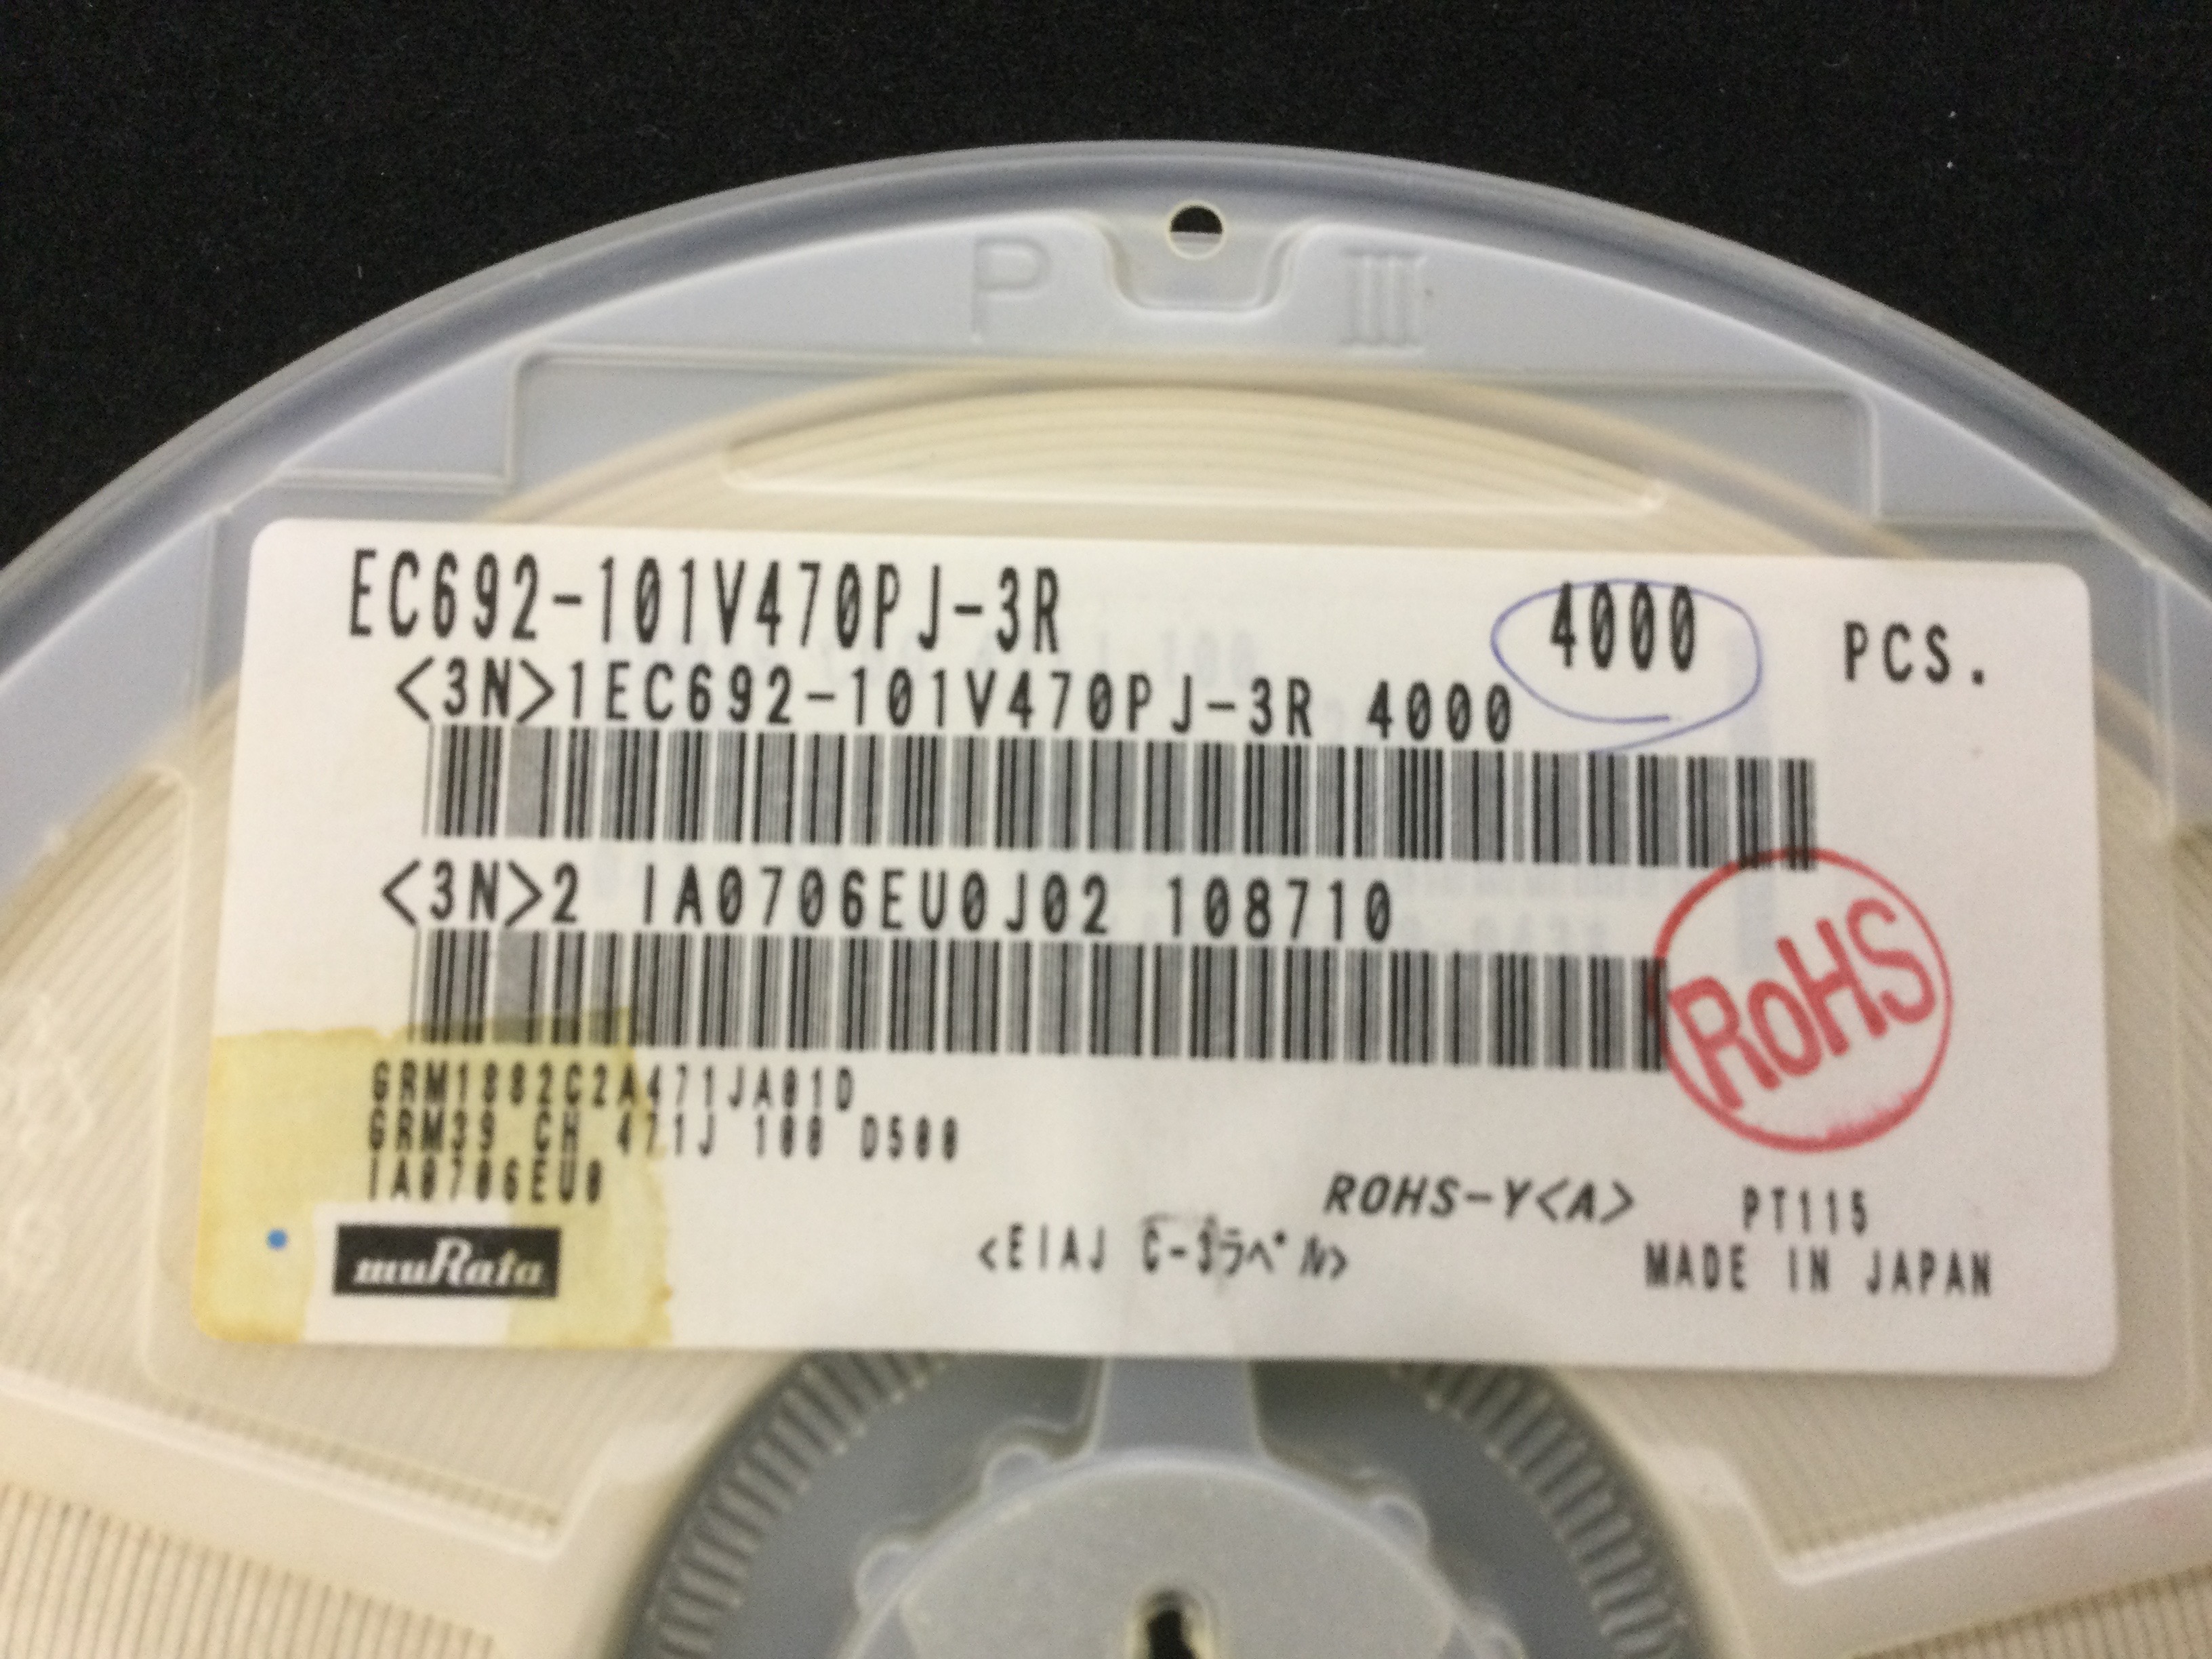 P III
EC692-101V470PJ-3R 4000 PCS.
<3N>1EC692-101V470PJ-3R 4000
<3N>2 IA0706EU0J02 108710
RoHS
GRM1882C2A471JA01D
GRM39 CH 471J 100 D500
IA0706EU0
ROHS-Y<A> PT115
muRata <EIAJ C-3ラベル> MADE IN JAPAN